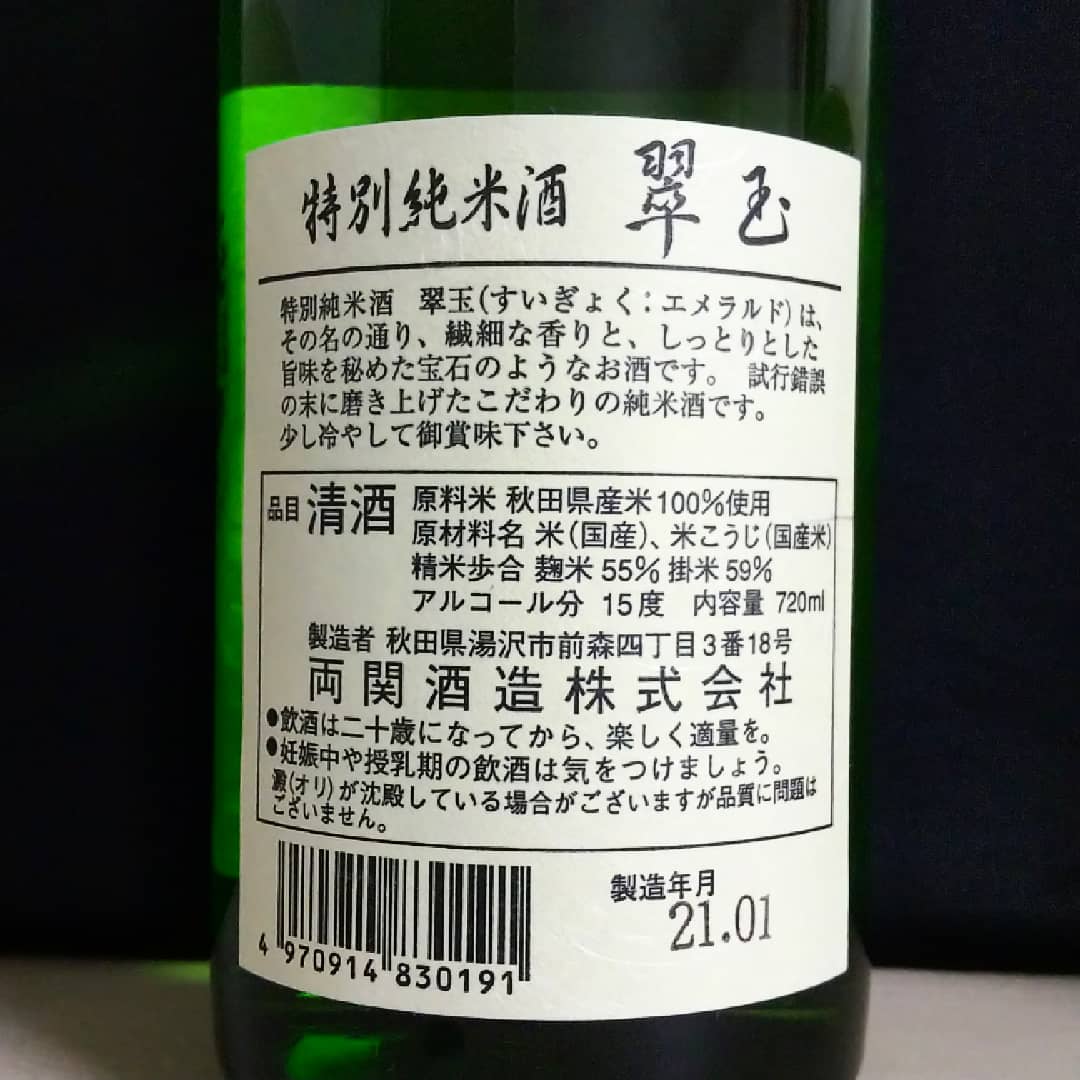 特別純米酒 翠玉
特別純米酒 翠玉(すいぎょく:エメラルド)は、
その名の通り、繊細な香りと、しっとりとした
旨味を秘めた宝石のようなお酒です。 試行錯誤
の末に磨き上げたこだわりの純米酒です。
少し冷やして御賞味下さい。
品目 清酒 原料米 秋田県産米100%使用
原材料名 米(国産)、米こうじ(国産米)
精米歩合 麹米 55% 掛米 59%
アルコール分 15度 内容量 720ml
製造者 秋田県湯沢市前森四丁目3番18号
両関酒造株式会社
●飲酒は二十歳になってから、楽しく適量を。
●妊娠中や授乳期の飲酒は気をつけましょう。
澱(オリ)が沈殿している場合がございますが品質に問題は
ございません。
製造年月
21.01
4 970914 830191